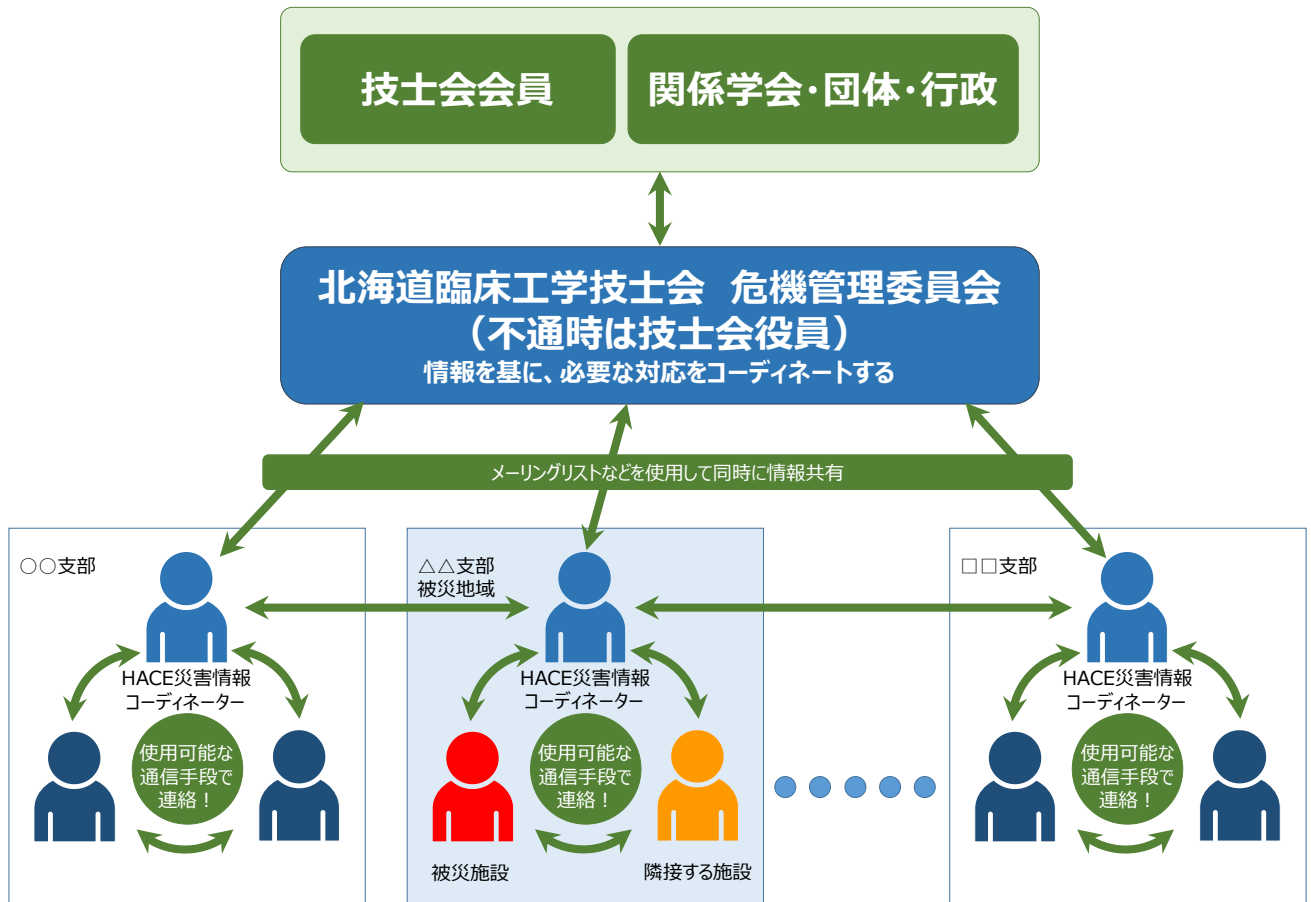 技士会会員
関係学会・団体・行政
北海道臨床工学技士会　危機管理委員会
（不通時は技士会役員）
情報を基に、必要な対応をコーディネートする
メーリングリストなどを使用して同時に情報共有
○○支部
HACE災害情報
コーディネーター
使用可能な
通信手段で
連絡！
△△支部
被災地域
HACE災害情報
コーディネーター
使用可能な
通信手段で
連絡！
被災施設
隣接する施設
□□支部
HACE災害情報
コーディネーター
使用可能な
通信手段で
連絡！